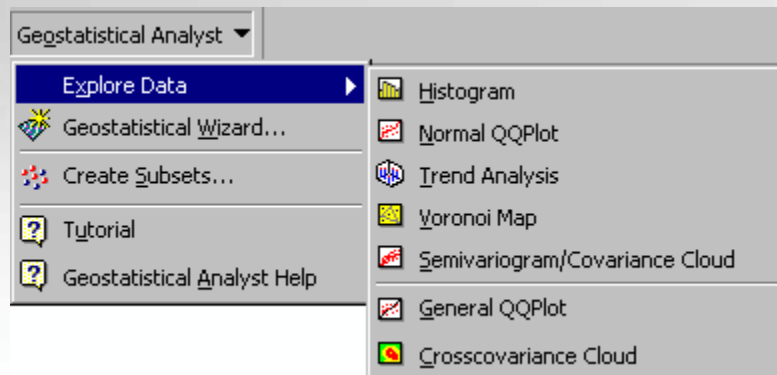 Geostatistical Analyst
Explore Data
Geostatistical Wizard...
Create Subsets...
Tutorial
Geostatistical Analyst Help
Histogram
Normal QQPlot
Trend Analysis
Voronoi Map
Semivariogram/Covariance Cloud
General QQPlot
Crosscovariance Cloud